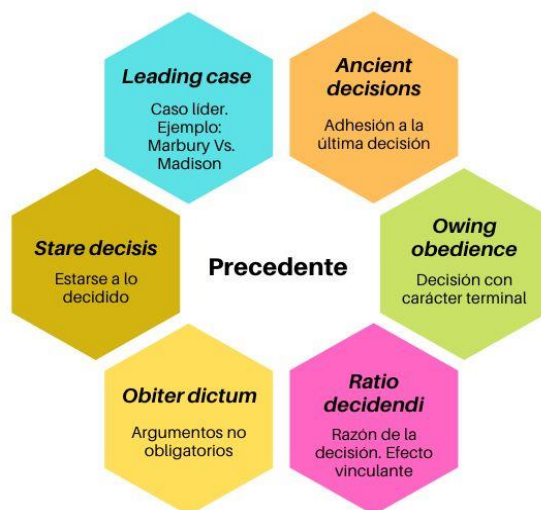 Leading case
Caso líder.
Ejemplo:
Marbury Vs.
Madison
Ancient
decisions
Adhesión a la
última decisión
Stare decisis
Estarse a lo
decidido
Precedente
Owing
obedience
Decisión con
carácter terminal
Obiter dictum
Argumentos no
obligatorios
Ratio
decidendi
Razón de la
decisión. Efecto
vinculante